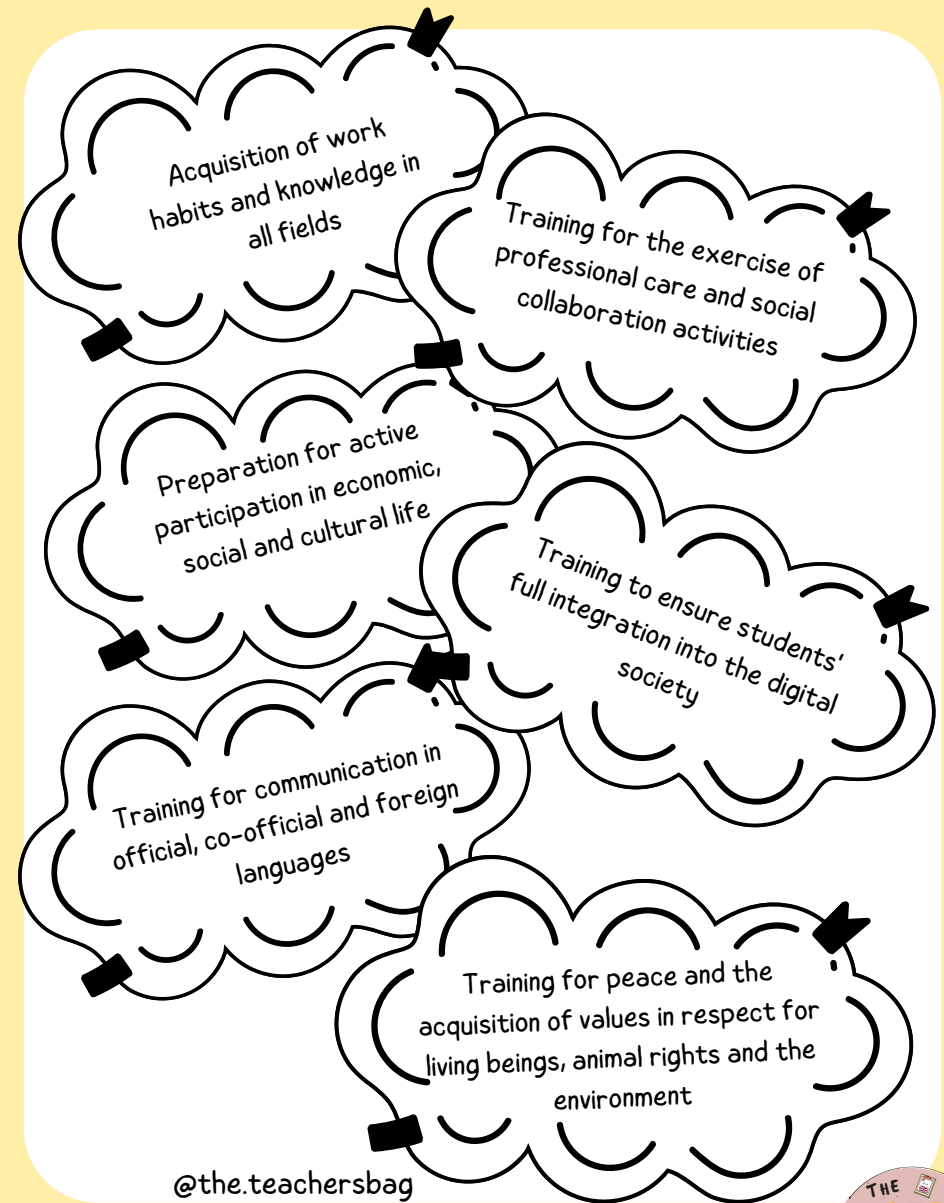 Acquisition of work
habits and knowledge in
all fields
Training for the exercise of
professional care and social
collaboration activities
Preparation for active
participation in economic,
social and cultural life
Training to ensure students'
full integration into the digital
society
Training for communication in
official, co-official and foreign
languages
Training for peace and the
acquisition of values in respect for
living beings, animal rights and the
environment
@the.teachersbag
THE